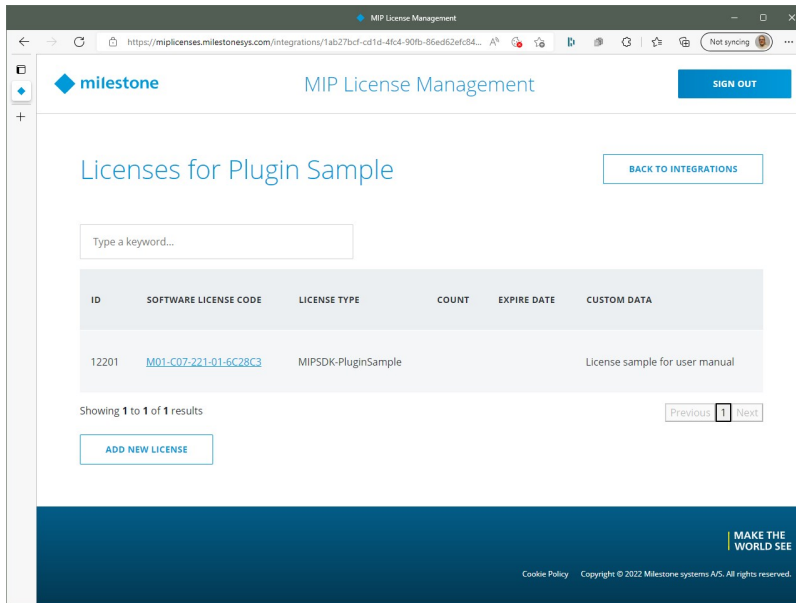 MIP License Management
https://miplicenses.milestonesys.com/integrations/1ab27bcf-cd1d-4fc4-90fb-86ed62efc84...
Not syncing
milestone
MIP License Management
SIGN OUT
Licenses for Plugin Sample
BACK TO INTEGRATIONS
Type a keyword...
ID SOFTWARE LICENSE CODE LICENSE TYPE COUNT EXPIRE DATE CUSTOM DATA
12201 M01-C07-221-01-6C28C3 MIPSDK-PluginSample License sample for user manual
Showing 1 to 1 of 1 results
Previous 1 Next
ADD NEW LICENSE
MAKE THE
WORLD SEE
Cookie Policy Copyright © 2022 Milestone systems A/S. All rights reserved.